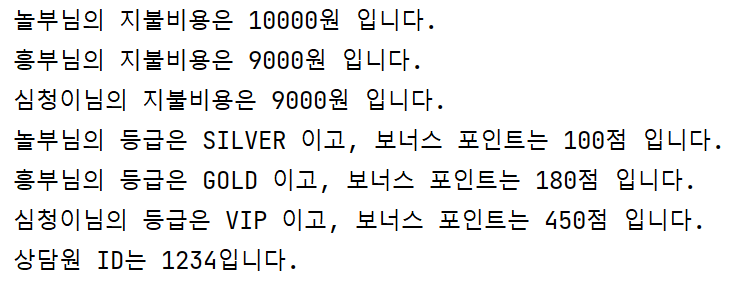 놀부님의 지불비용은 10000원 입니다.
흥부님의 지불비용은 9000원 입니다.
심청이님의 지불비용은 9000원 입니다.
놀부님의 등급은 SILVER 이고, 보너스 포인트는 100점 입니다.
흥부님의 등급은 GOLD 이고, 보너스 포인트는 180점 입니다.
심청이님의 등급은 VIP 이고, 보너스 포인트는 450점 입니다.
상담원 ID는 1234입니다.